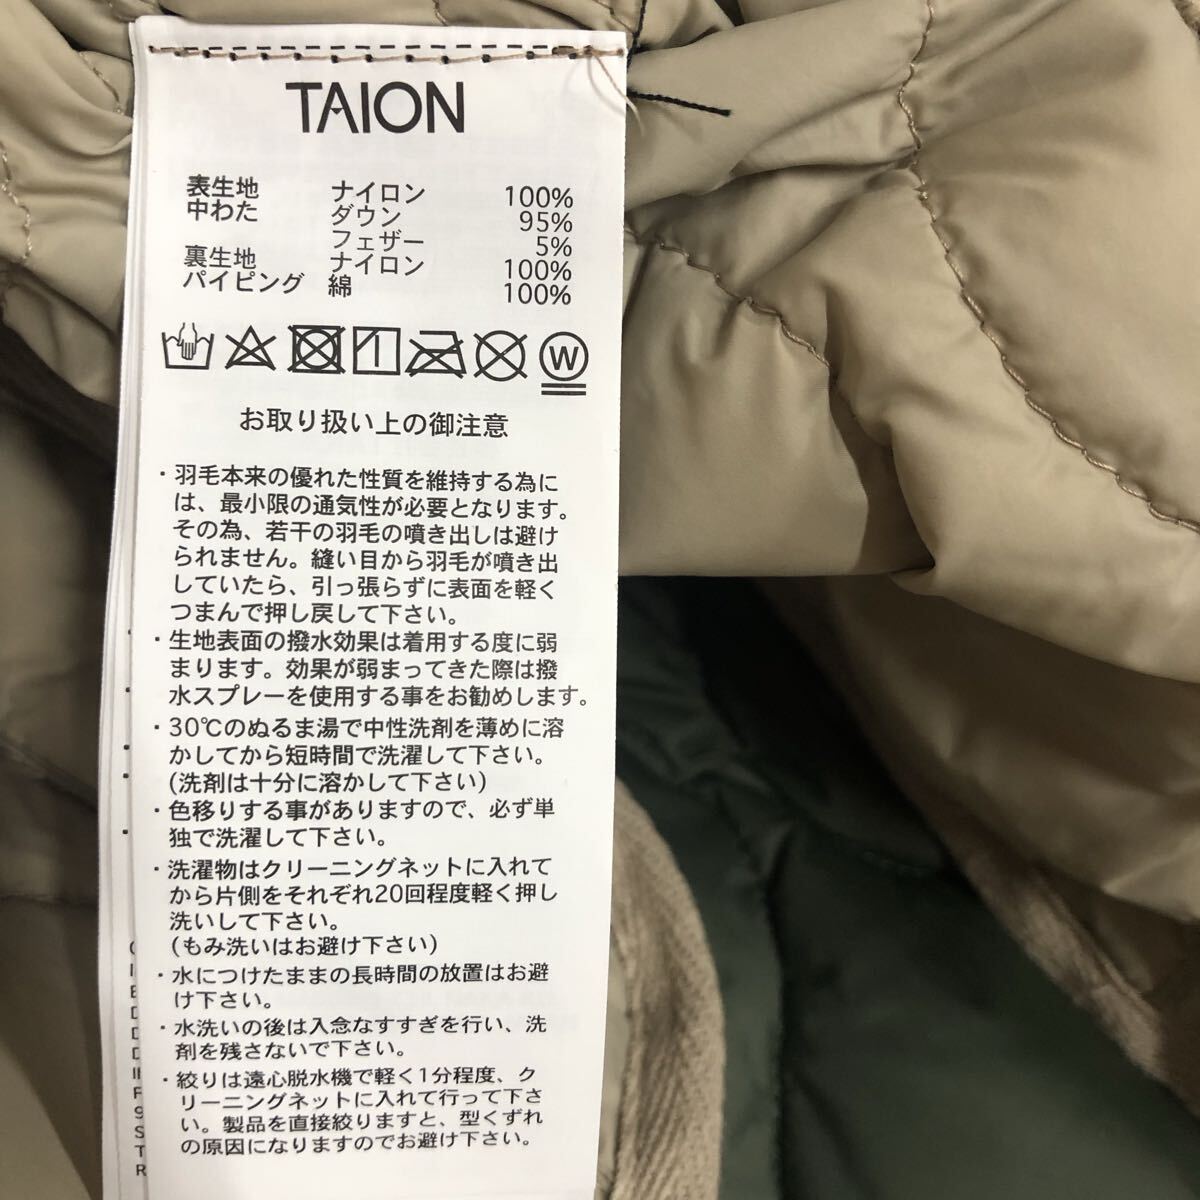 TAION
表生地 ナイロン 100%
中わた ダウン 95%
フェザー 5%
裏生地 ナイロン 100%
パイピング 綿 100%
W
お取り扱い上の御注意
・羽毛本来の優れた性質を維持する為に
は、最小限の通気性が必要となります。
その為、若干の羽毛の噴き出しは避け
られません。縫い目から羽毛が噴き出
していたら、引っ張らずに表面を軽く
つまんで押し戻して下さい。
・生地表面の撥水効果は着用する度に弱
まります。効果が弱まってきた際は撥
水スプレーを使用する事をお勧めします。
・30℃のぬるま湯で中性洗剤を薄めに溶
かしてから短時間で洗濯して下さい。
(洗剤は十分に溶かして下さい)
・色移りする事がありますので、必ず単
独で洗濯して下さい。
・洗濯物はクリーニングネットに入れて
から片側をそれぞれ20回程度軽く押し
洗いして下さい。
(もみ洗いはお避け下さい)
・水につけたままの長時間の放置はお避
け下さい。
・水洗いの後は入念なすすぎを行い、洗
剤を残さないで下さい。
・絞りは遠心脱水機で軽く1分程度、ク
リーニングネットに入れて行って下さ
い。製品を直接絞りますと、型くずれ
の原因になりますのでお避け下さい。